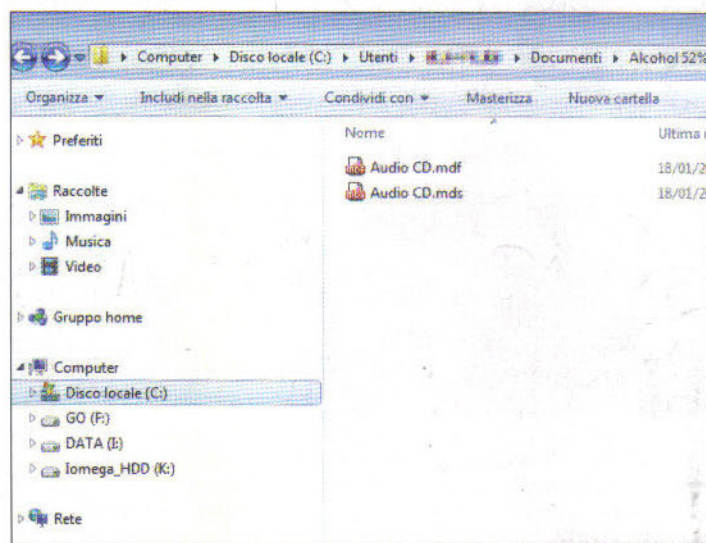 Computer Disco locale (C:) Utenti Documenti Alcohol 52%
Organizza Includi nella raccolta Condividi con Masterizza Nuova cartella
Preferiti
Raccolte
Immagini
Musica
Video
Gruppo home
Computer
Disco locale (C:)
GO (F:)
DATA (I:)
Iomega_HDD (K:)
Rete
Nome Ultima
Audio CD.mdf 18/01/2
Audio CD.mds 18/01/2